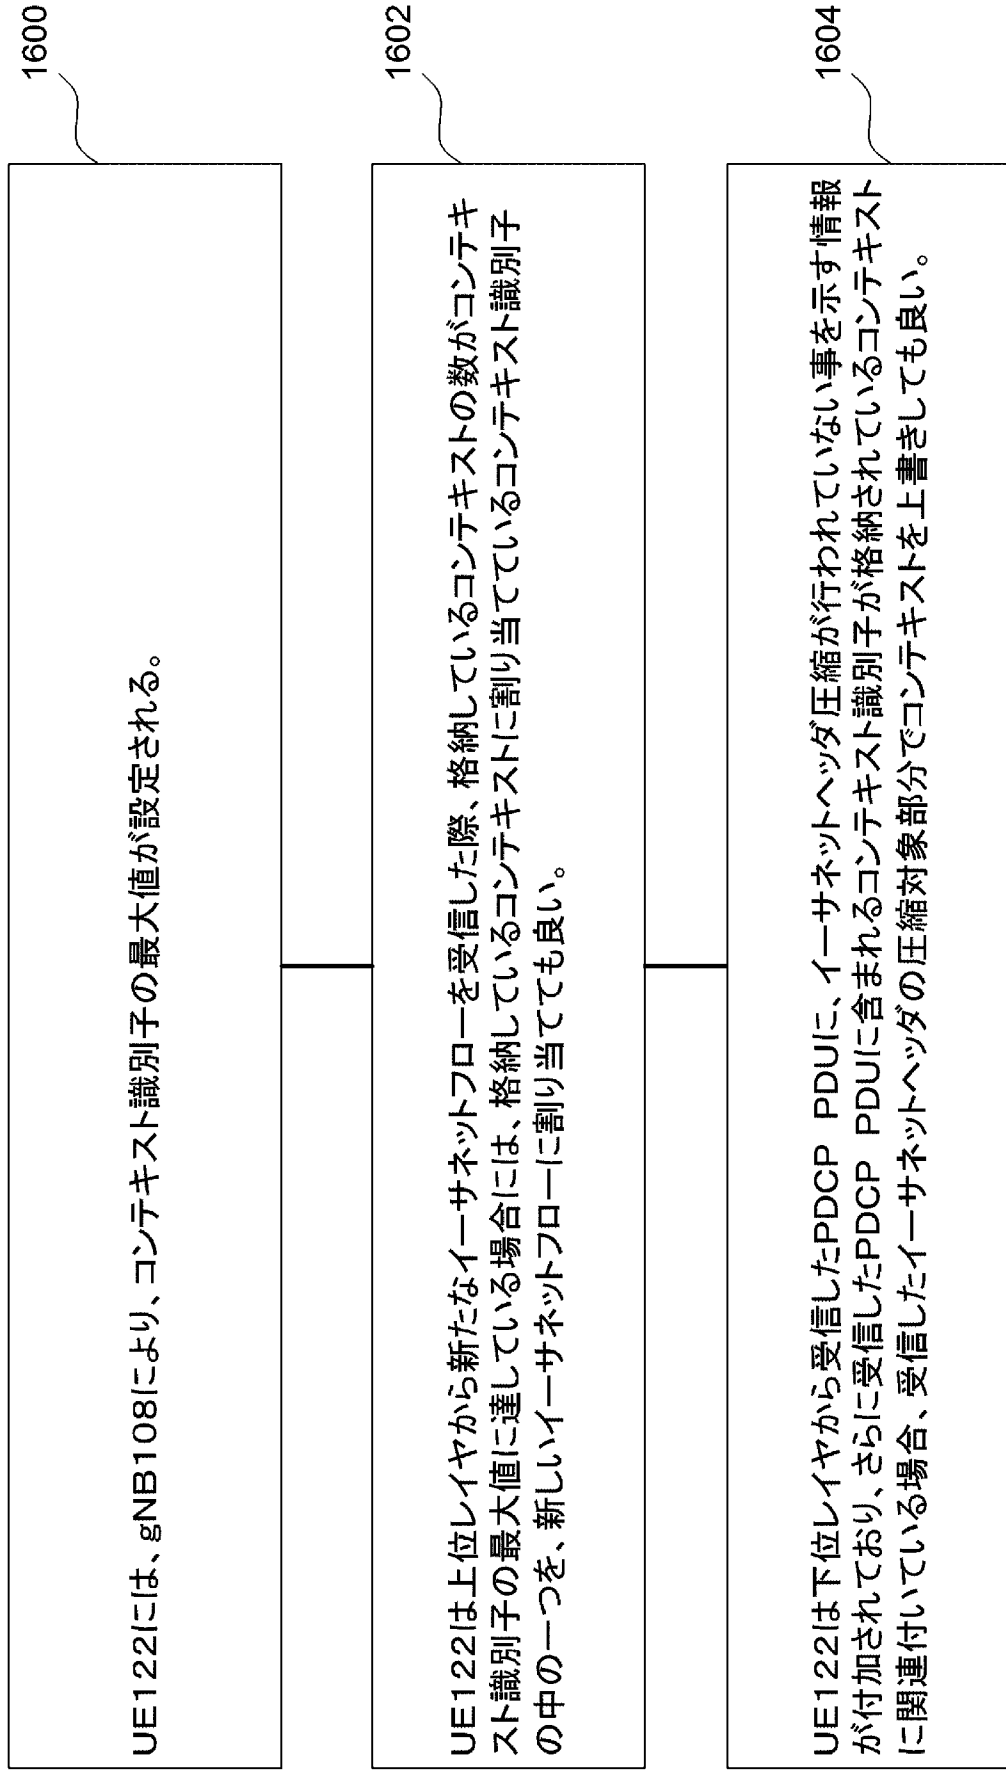 1600
UE122には、gNB108により、コンテキスト識別子の最大値が設定される。
1602
UE122は上位レイヤから新たなイーサネットフローを受信した際、格納しているコンテキストの数がコンテキ
スト識別子の最大値に達している場合には、格納しているコンテキストに割り当てているコンテキスト識別子
の中の一つを、新しいイーサネットフローに割り当てても良い。
1604
UE122は下位レイヤから受信したPDCP PDUに、イーサネットヘッダ圧縮が行われていない事を示す情報
が付加されており、さらに受信したPDCP PDUに含まれるコンテキスト識別子が格納されているコンテキスト
に関連付いている場合、受信したイーサネットヘッダの圧縮対象部分でコンテキストを上書きしても良い。